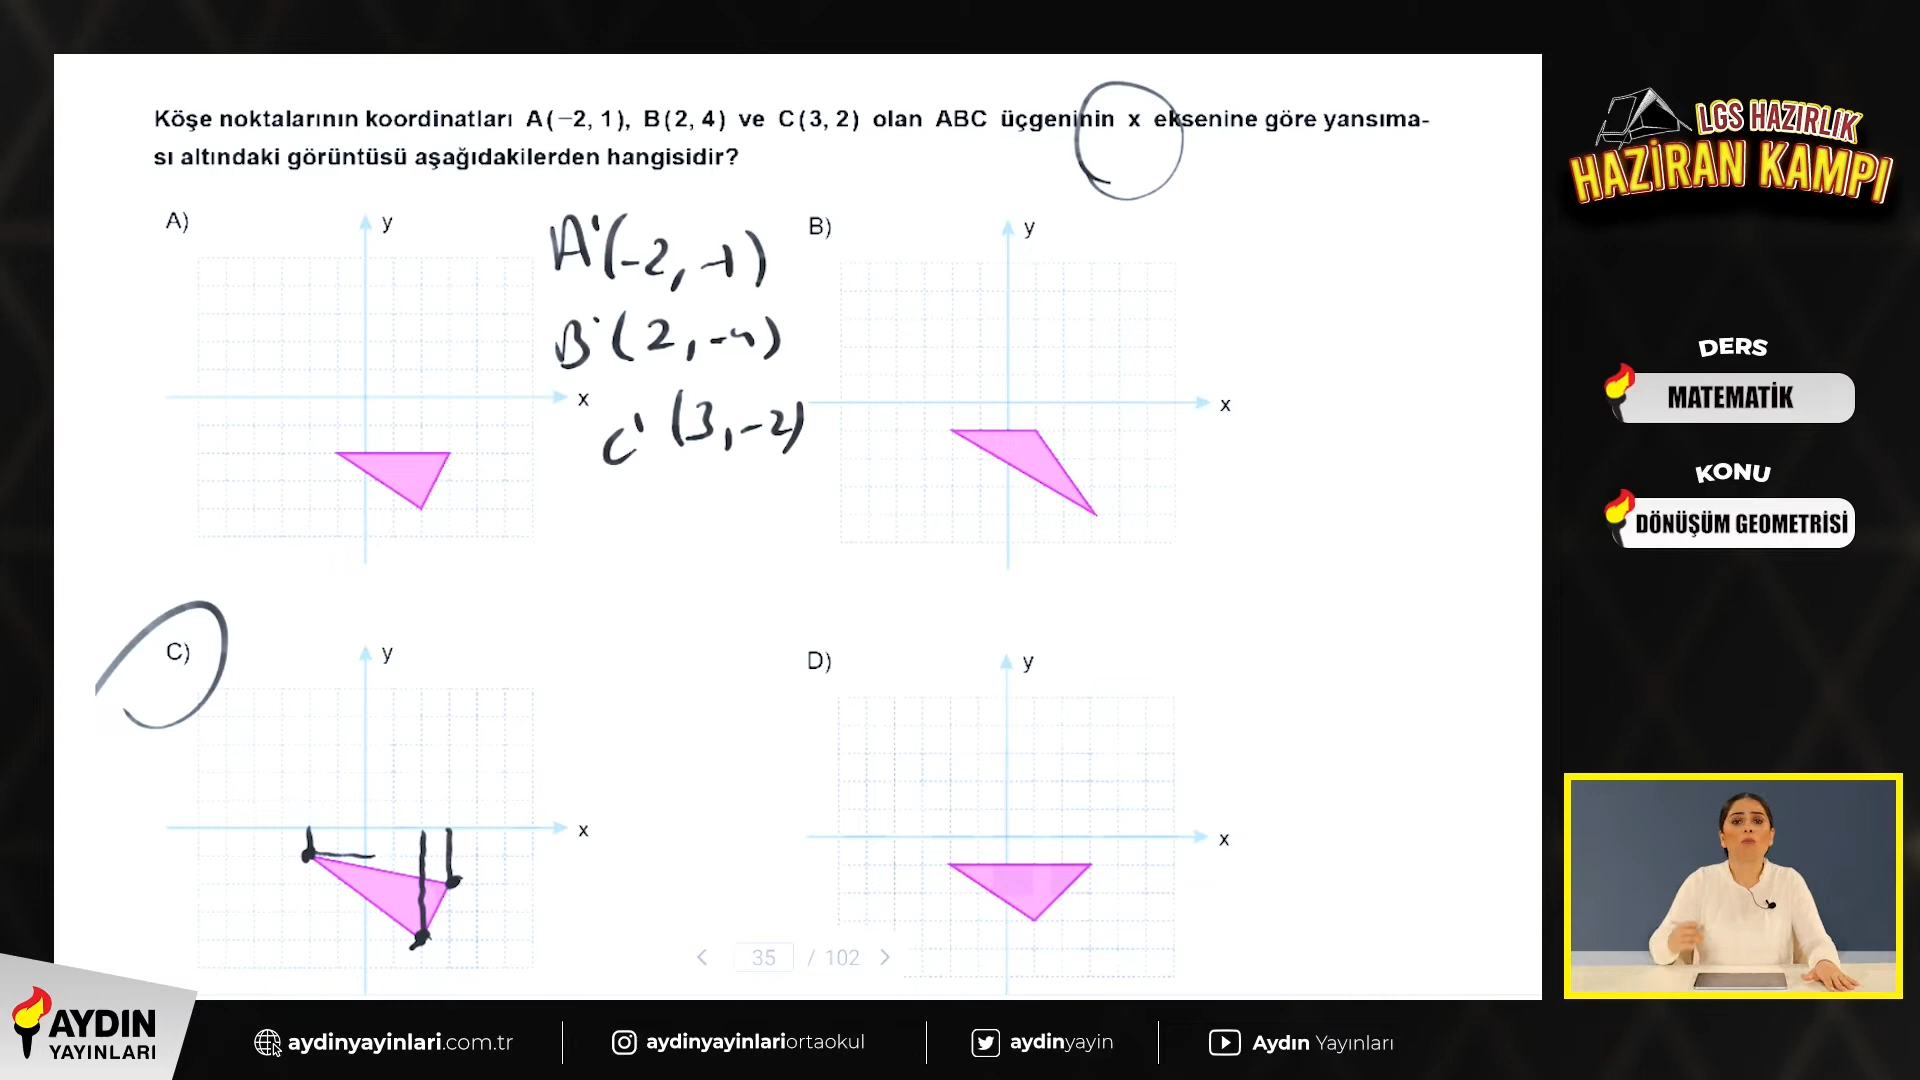 Köşe noktalarının koordinatları A(−2, 1), B(2, 4) ve C(3, 2) olan ABC üçgeninin x eksenine göre yansıma-
sı altındaki görüntüsü aşağıdakilerden hangisidir?
A)
y
x
A'(-2, -1)
B'(2, -4)
C'(3, -2)
B)
y
x
C)
y
x
D)
y
x
35 / 102
LGS HAZIRLIK
HAZİRAN KAMPI
DERS
MATEMATİK
KONU
DÖNÜŞÜM GEOMETRİSİ
AYDIN
YAYINLARI
aydinyayinlari.com.tr
aydinyayinlariortaokul
aydinyayin
Aydın Yayınları